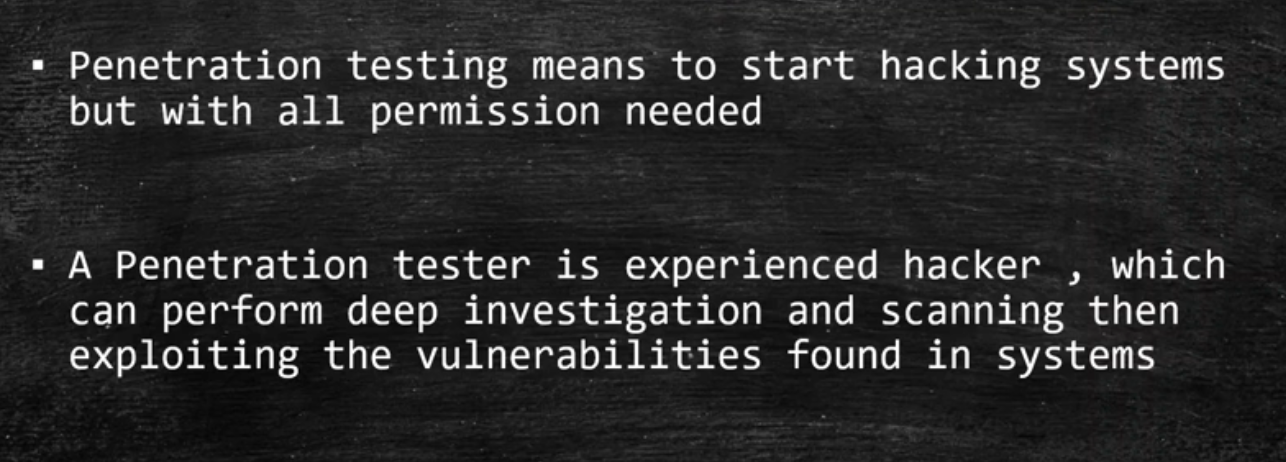 ▪ Penetration testing means to start hacking systems
but with all permission needed
▪ A Penetration tester is experienced hacker , which
can perform deep investigation and scanning then
exploiting the vulnerabilities found in systems